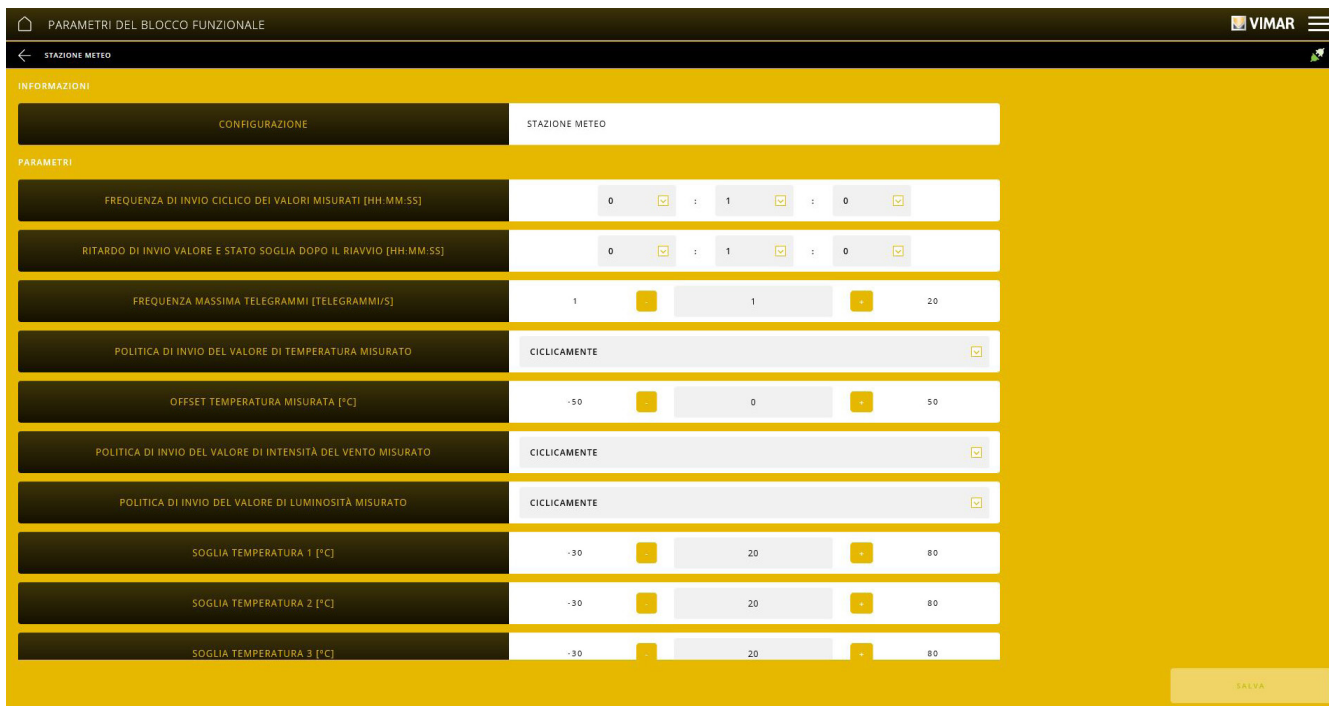 PARAMETRI DEL BLOCCO FUNZIONALE VIMAR
STAZIONE METEO
INFORMAZIONI
CONFIGURAZIONE STAZIONE METEO
PARAMETRI
FREQUENZA DI INVIO CICLICO DEI VALORI MISURATI [HH:MM:SS] 0 : 1 : 0
RITARDO DI INVIO VALORE E STATO SOGLIA DOPO IL RIAVVIO [HH:MM:SS] 0 : 1 : 0
FREQUENZA MASSIMA TELEGRAMMI [TELEGRAMMI/S] 1 - 1 + 20
POLITICA DI INVIO DEL VALORE DI TEMPERATURA MISURATO CICLICAMENTE
OFFSET TEMPERATURA MISURATA [°C] -50 - 0 + 50
POLITICA DI INVIO DEL VALORE DI INTENSITÀ DEL VENTO MISURATO CICLICAMENTE
POLITICA DI INVIO DEL VALORE DI LUMINOSITÀ MISURATO CICLICAMENTE
SOGLIA TEMPERATURA 1 [°C] -30 - 20 + 80
SOGLIA TEMPERATURA 2 [°C] -30 - 20 + 80
SOGLIA TEMPERATURA 3 [°C] -30 - 20 + 80
SALVA